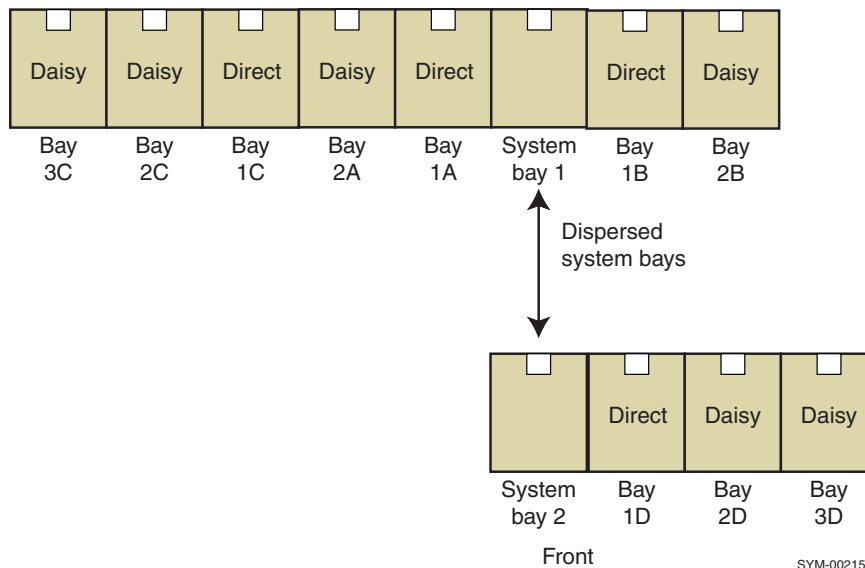 Daisy Daisy Direct Daisy Direct Direct Daisy
Bay Bay Bay Bay Bay System Bay Bay
3C 2C 1C 2A 1A bay 1 1B 2B
Dispersed
system bays
Direct Daisy Daisy
System Bay Bay Bay
bay 2 1D 2D 3D
Front
SYM-00215